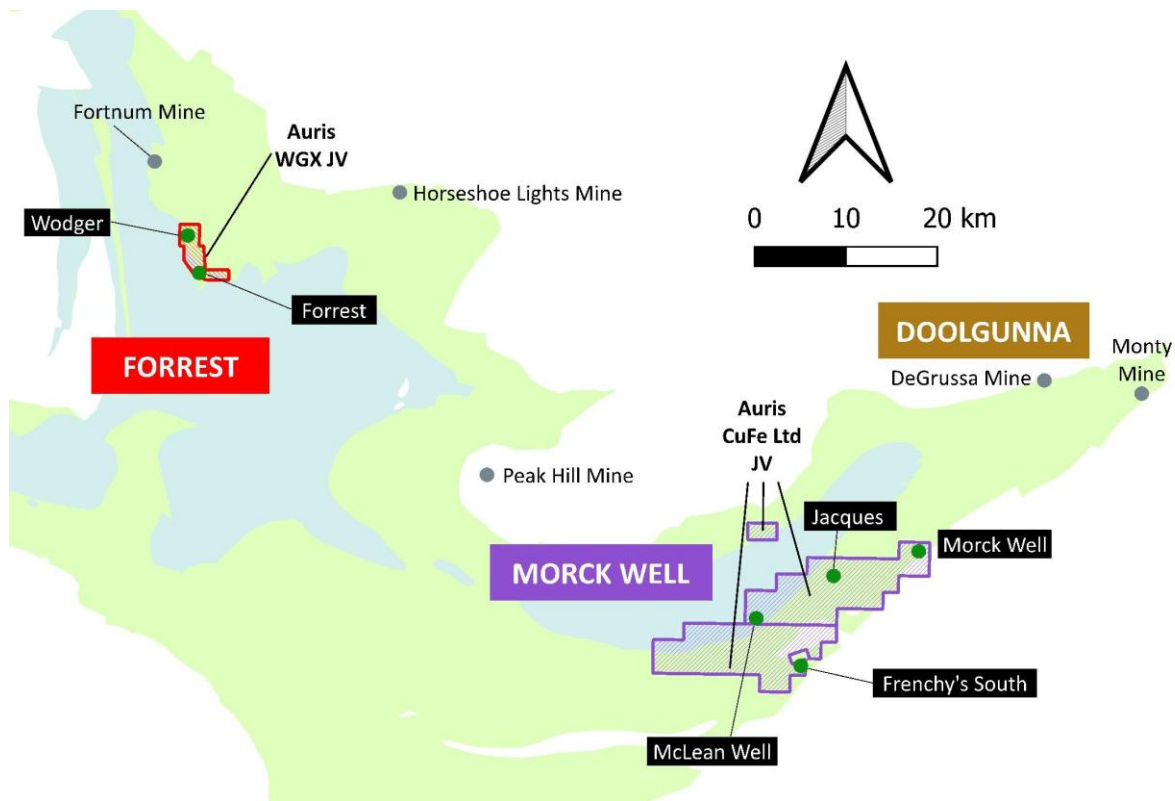 Fortnum Mine
Auris
WGX JV
Horseshoe Lights Mine
Wodger
Forrest
FORREST
0 10 20 km
DOOLGUNNA
Monty
Mine
DeGrussa Mine
Auris
CuFe Ltd
JV
Peak Hill Mine
Jacques
Morck Well
MORCK WELL
Frenchy's South
McLean Well